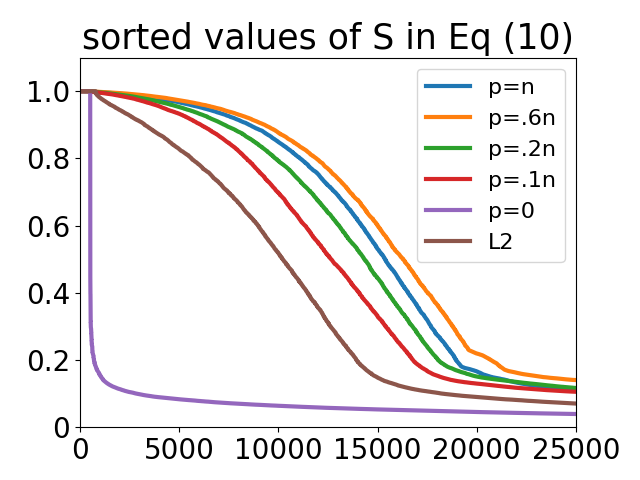 sorted values of S in Eq (10)
1.0
0.8
0.6
0.4
0.2
0
0 5000 10000 15000 20000 25000
p=n
p=.6n
p=.2n
p=.1n
p=0
L2